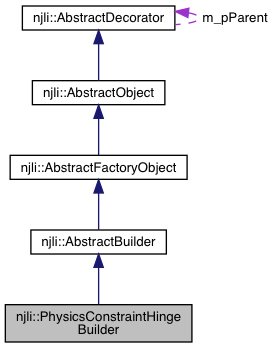 njli::AbstractDecorator
m_pParent
njli::AbstractObject
njli::AbstractFactoryObject
njli::AbstractBuilder
njli::PhysicsConstraintHinge
Builder